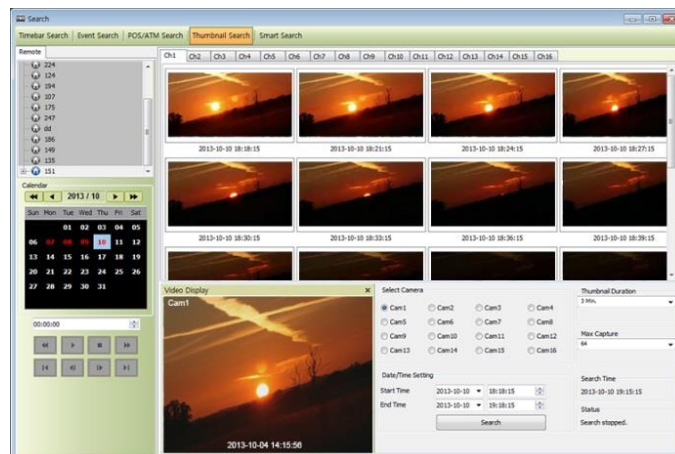 Search
Timebar Search Event Search POS/ATM Search Thumbnail Search Smart Search
Remote
224
124
194
107
175
247
dd
186
149
135
151
Ch1 Ch2 Ch3 Ch4 Ch5 Ch6 Ch7 Ch8 Ch9 Ch10 Ch11 Ch12 Ch13 Ch14 Ch15 Ch16
2013-10-10 18:18:15 2013-10-10 18:21:15 2013-10-10 18:24:15 2013-10-10 18:27:15
2013-10-10 18:30:15 2013-10-10 18:33:15 2013-10-10 18:36:15 2013-10-10 18:39:15
Calendar
2013 / 10
Sun Mon Tue Wed Thu Fri Sat
01 02 03 04 05
06 07 08 09 10 11 12
13 14 15 16 17 18 19
20 21 22 23 24 25 26
27 28 29 30 31
00:00:00
Video Display
Cam1
2013-10-04 14:15:56
Select Camera
Cam1 Cam2 Cam3 Cam4
Cam5 Cam6 Cam7 Cam8
Cam9 Cam10 Cam11 Cam12
Cam13 Cam14 Cam15 Cam16
Date/Time Setting
Start Time 2013-10-10 18:18:15
End Time 2013-10-10 19:18:15
Search
Thumbnail Duration
3 Min.
Max Capture
64
Search Time
2013-10-10 19:15:15
Status
Search stopped.